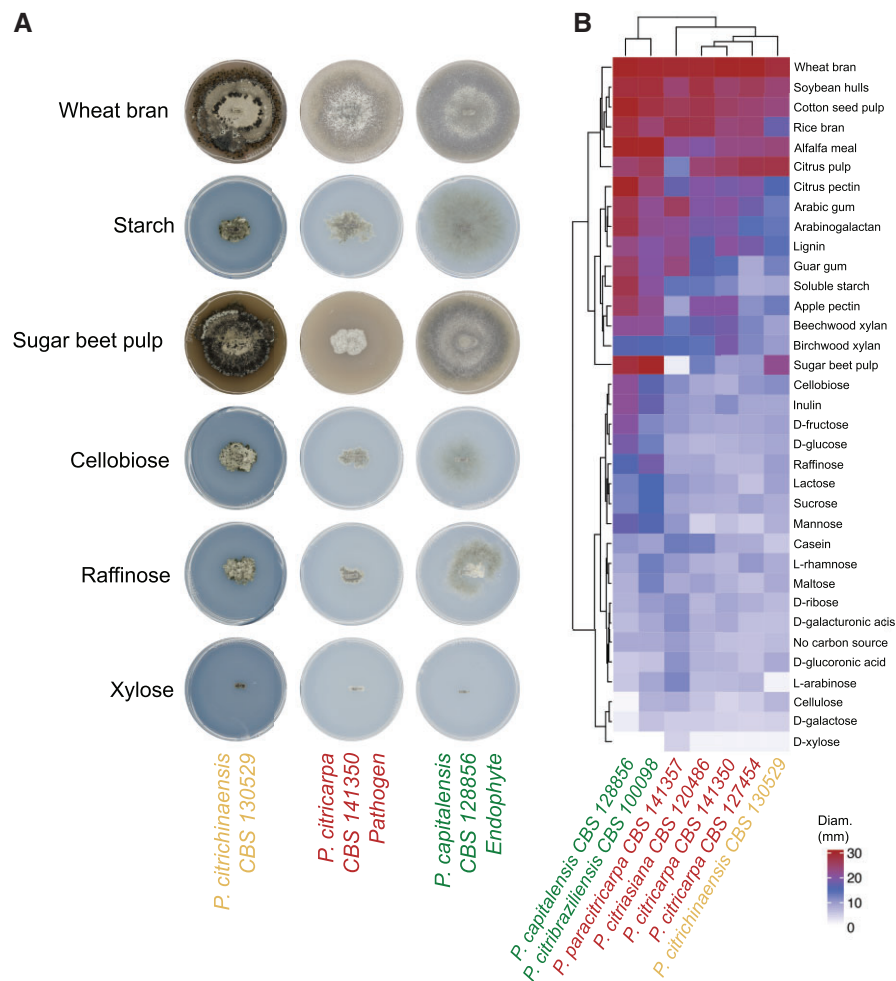 A
Wheat bran
Starch
Sugar beet pulp
Cellobiose
Raffinose
Xylose
P. citrichinaensis
CBS 130529
P. citricarpa
CBS 141350
Pathogen
P. capitalensis
CBS 128856
Endophyte
B
Wheat bran
Soybean hulls
Cotton seed pulp
Rice bran
Alfalfa meal
Citrus pulp
Citrus pectin
Arabic gum
Arabinogalactan
Lignin
Guar gum
Soluble starch
Apple pectin
Beechwood xylan
Birchwood xylan
Sugar beet pulp
Cellobiose
Inulin
D-fructose
D-glucose
Raffinose
Lactose
Sucrose
Mannose
Casein
L-rhamnose
Maltose
D-ribose
D-galacturonic acis
No carbon source
D-glucoronic acid
L-arabinose
Cellulose
D-galactose
D-xylose
P. capitalensis CBS 128856
P. citribraziliensis CBS 100098
P. paracitricarpa CBS 141357
P. citriasiana CBS 120486
P. citricarpa CBS 141350
P. citricarpa CBS 127454
P. citrichinaensis CBS 130529
Diam.
(mm)
30
20
10
0